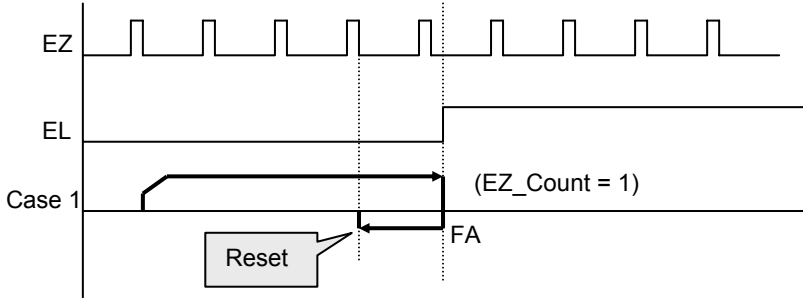 EZ
EL
Case 1
(EZ_Count = 1)
FA
Reset